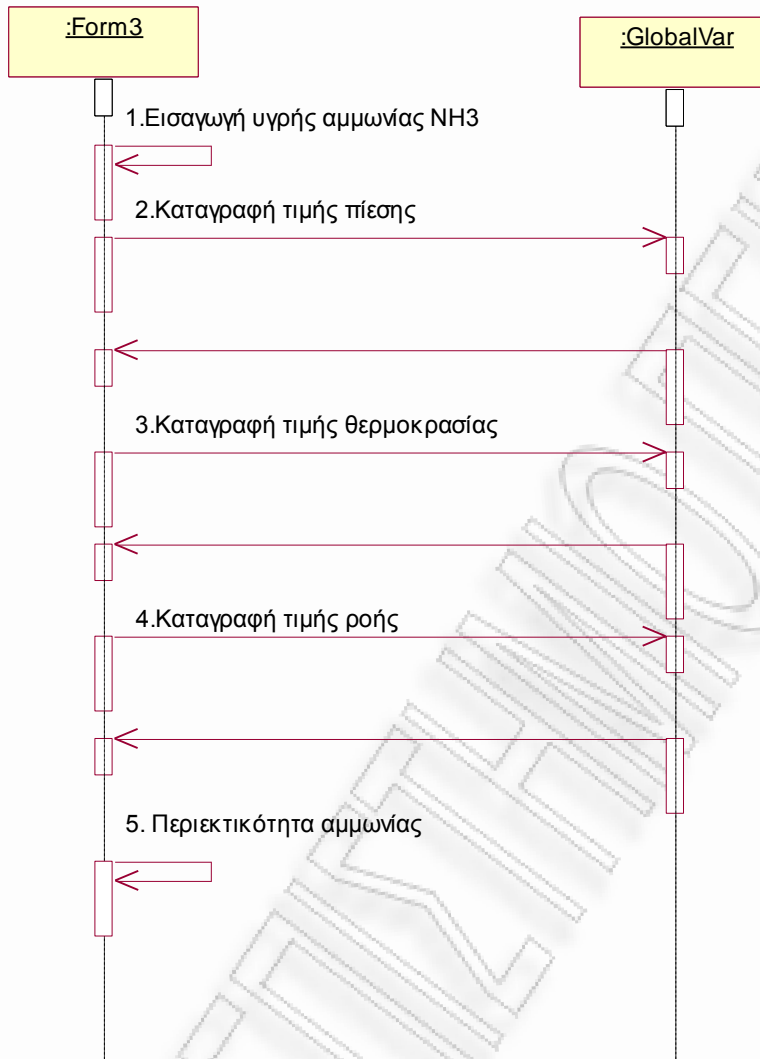 :Form3
:GlobalVar
1.Εισαγωγή υγρής αμμωνίας NH3
2.Καταγραφή τιμής πίεσης
3.Καταγραφή τιμής θερμοκρασίας
4.Καταγραφή τιμής ροής
5. Περιεκτικότητα αμμωνίας